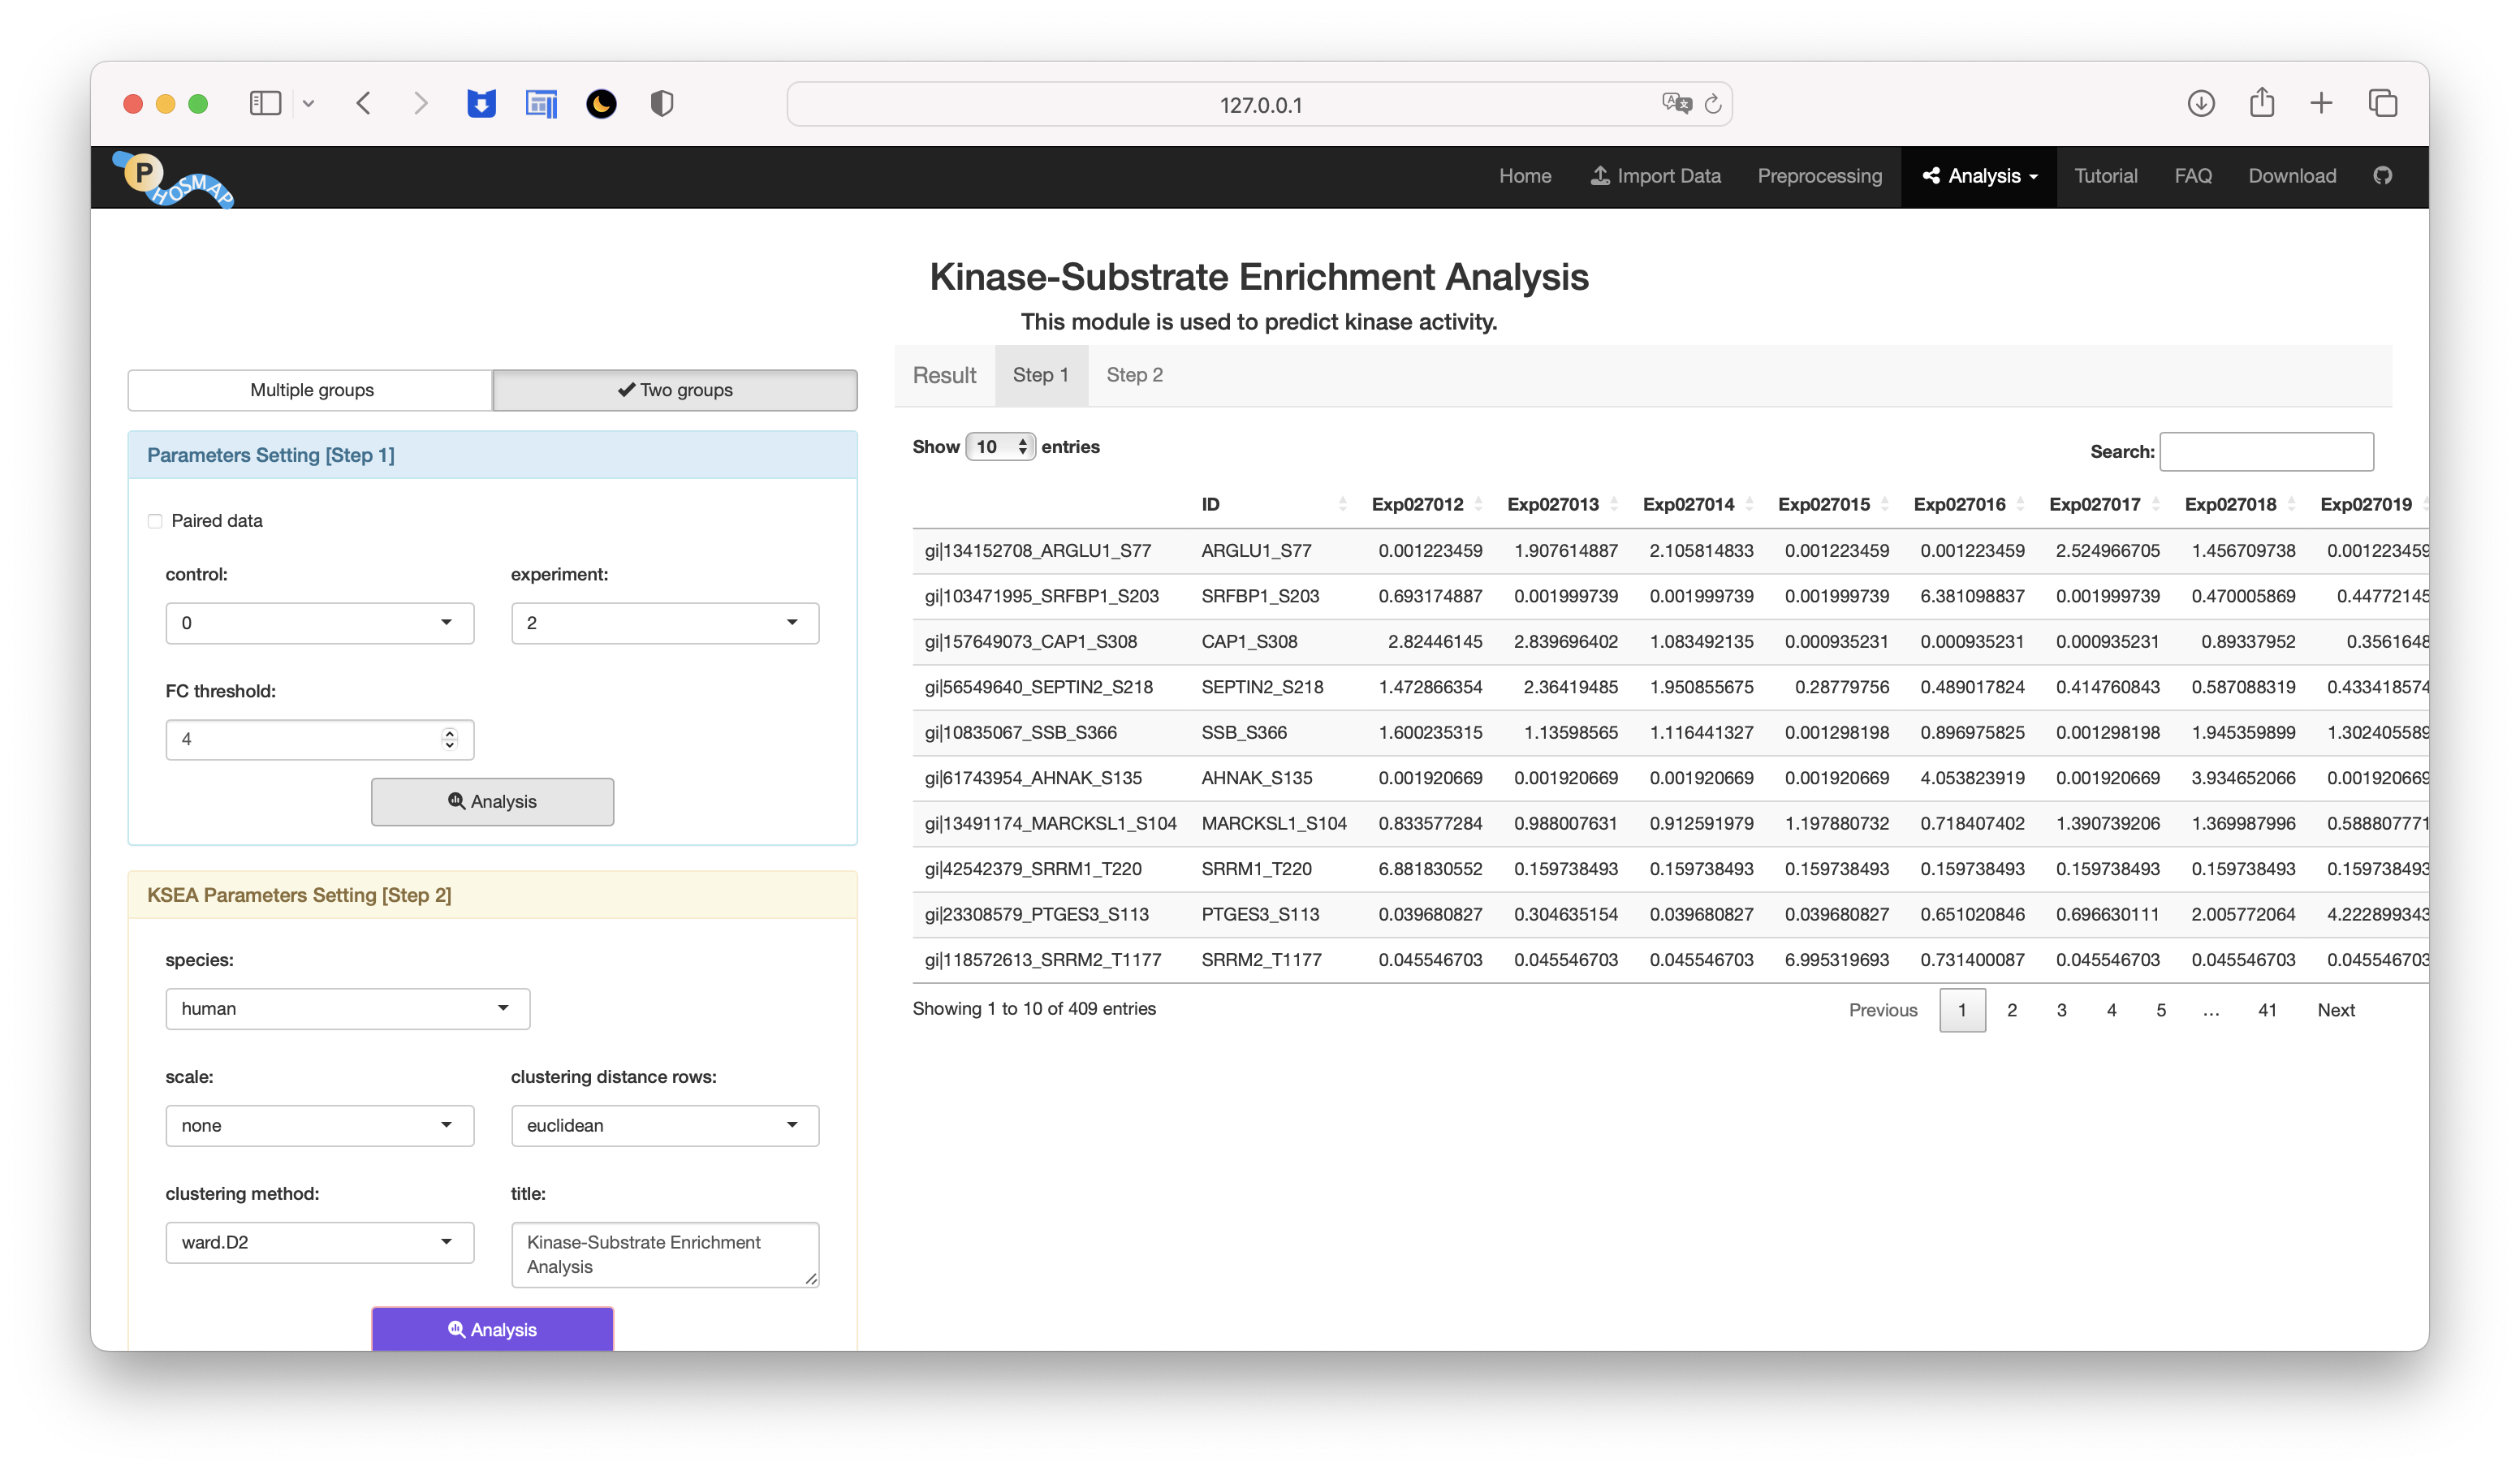 127.0.0.1
PHOSMAP
Home Import Data Preprocessing Analysis Tutorial FAQ Download
Kinase-Substrate Enrichment Analysis
This module is used to predict kinase activity.
Multiple groups Two groups
Parameters Setting [Step 1]
Paired data
control: experiment:
0 2
FC threshold:
4
Analysis
KSEA Parameters Setting [Step 2]
species:
human
scale: clustering distance rows:
none euclidean
clustering method: title:
ward.D2 Kinase-Substrate Enrichment
Analysis
Analysis
Result Step 1 Step 2
Show 10 entries Search:
ID Exp027012 Exp027013 Exp027014 Exp027015 Exp027016 Exp027017 Exp027018 Exp027019
gi|134152708_ARGLU1_S77 ARGLU1_S77 0.001223459 1.907614887 2.105814833 0.001223459 0.001223459 2.524966705 1.456709738 0.001223459
gi|103471995_SRFBP1_S203 SRFBP1_S203 0.693174887 0.001999739 0.001999739 0.001999739 6.381098837 0.001999739 0.470005869 0.44772145
gi|157649073_CAP1_S308 CAP1_S308 2.82446145 2.839696402 1.083492135 0.000935231 0.000935231 0.000935231 0.89337952 0.3561648
gi|56549640_SEPTIN2_S218 SEPTIN2_S218 1.472866354 2.36419485 1.950855675 0.28779756 0.489017824 0.414760843 0.587088319 0.433418574
gi|10835067_SSB_S366 SSB_S366 1.600235315 1.13598565 1.116441327 0.001298198 0.896975825 0.001298198 1.945359899 1.302405589
gi|61743954_AHNAK_S135 AHNAK_S135 0.001920669 0.001920669 0.001920669 0.001920669 4.053823919 0.001920669 3.934652066 0.001920669
gi|13491174_MARCKSL1_S104 MARCKSL1_S104 0.833577284 0.988007631 0.912591979 1.197880732 0.718407402 1.390739206 1.369987996 0.588807771
gi|42542379_SRRM1_T220 SRRM1_T220 6.881830552 0.159738493 0.159738493 0.159738493 0.159738493 0.159738493 0.159738493 0.159738493
gi|23308579_PTGES3_S113 PTGES3_S113 0.039680827 0.304635154 0.039680827 0.039680827 0.651020846 0.696630111 2.005772064 4.222899343
gi|118572613_SRRM2_T1177 SRRM2_T1177 0.045546703 0.045546703 0.045546703 6.995319693 0.731400087 0.045546703 0.045546703 0.045546703
Showing 1 to 10 of 409 entries Previous 1 2 3 4 5 … 41 Next